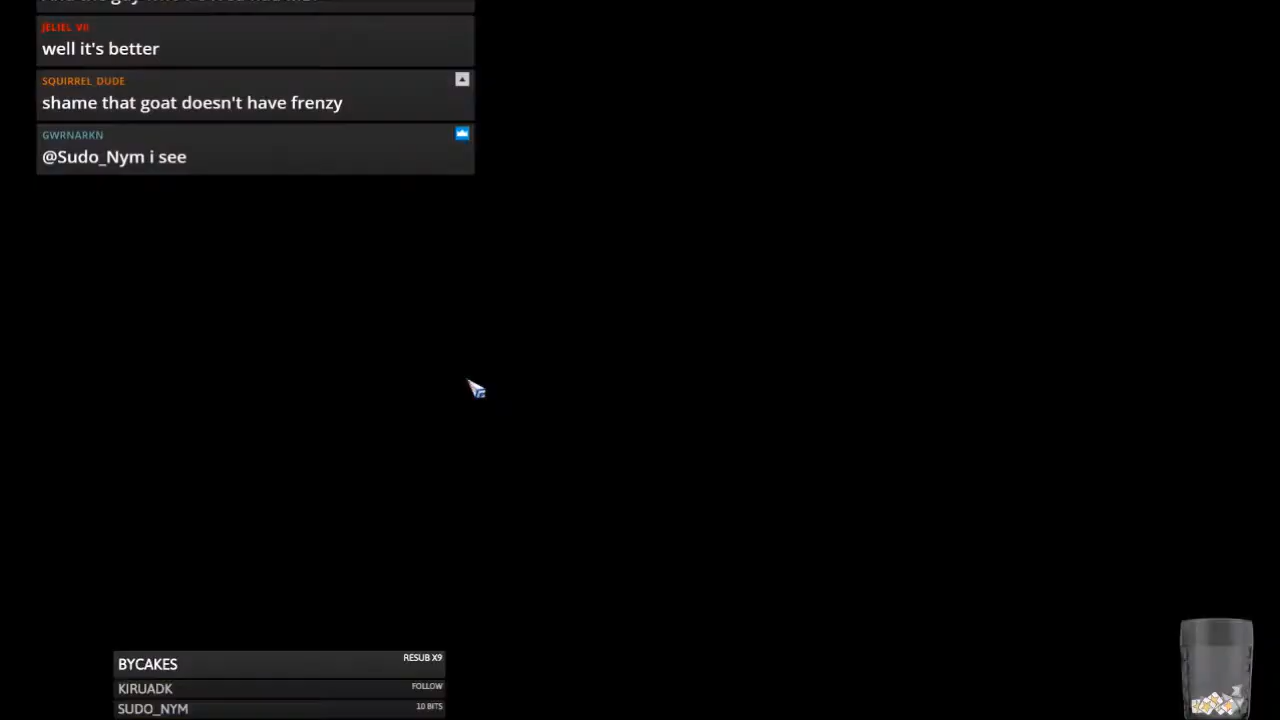 JELIEL VII
well it's better
SQUIRREL DUDE
shame that goat doesn't have frenzy
GWRNARKN
@Sudo_Nym i see
BYCAKES RESUB X9
KIRUADK FOLLOW
SUDO_NYM 10 BITS